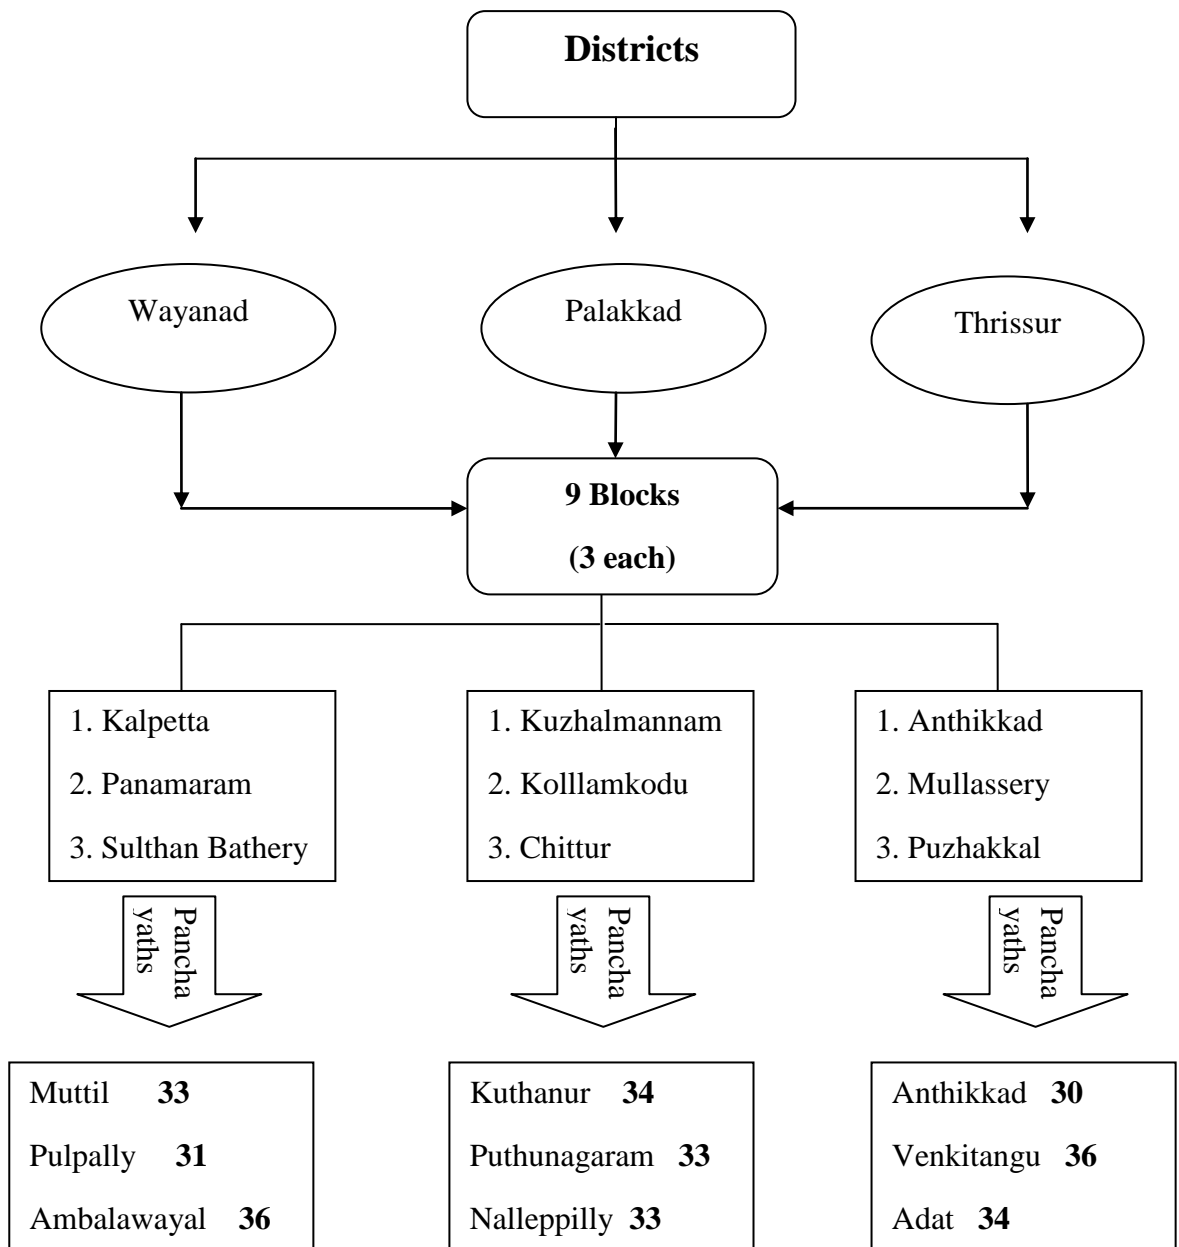 Districts
Wayanad
Palakkad
Thrissur
9 Blocks
(3 each)
1. Kalpetta
2. Panamaram
3. Sulthan Bathery
1. Kuzhalmannam
2. Kolllamkodu
3. Chittur
1. Anthikkad
2. Mullassery
3. Puzhakkal
Pancha
yaths
Pancha
yaths
Pancha
yaths
Muttil 33
Pulpally 31
Ambalawayal 36
Kuthanur 34
Puthunagaram 33
Nalleppilly 33
Anthikkad 30
Venkitangu 36
Adat 34